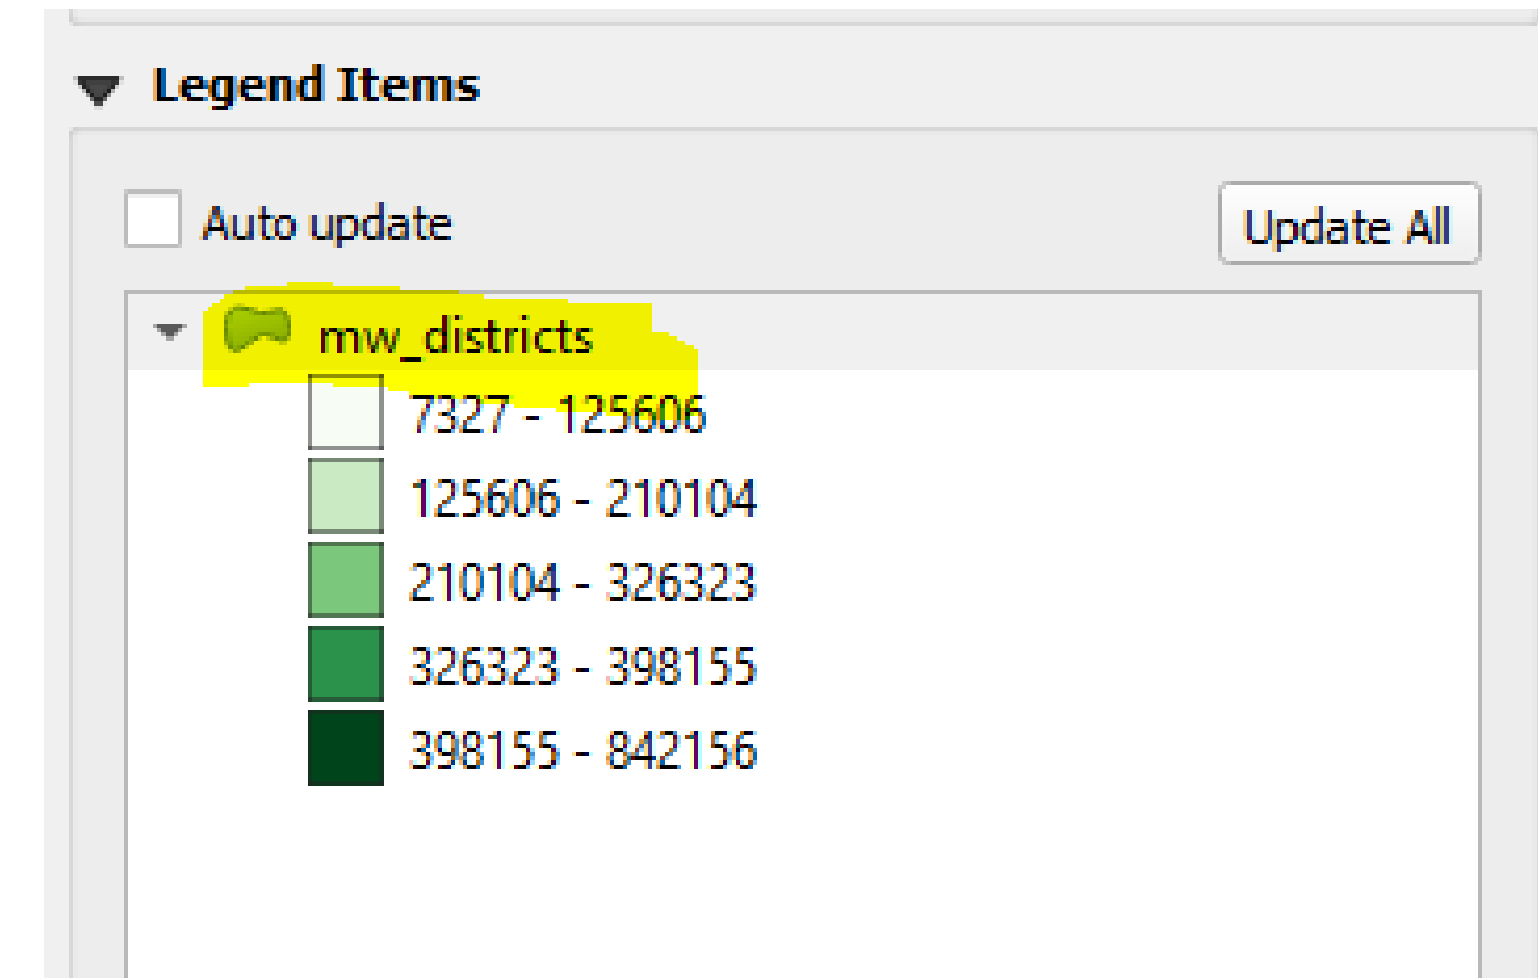 Legend Items
Auto update
Update All
mw_districts
7327 - 125606
125606 - 210104
210104 - 326323
326323 - 398155
398155 - 842156